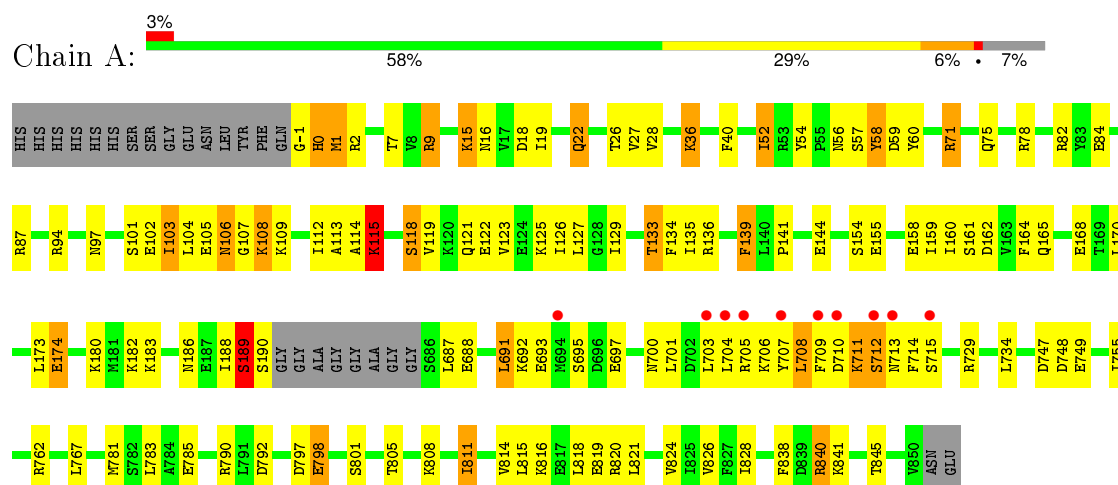 3%
Chain A:
58% 29% 6% • 7%
HIS HIS HIS HIS HIS HIS SER SER GLY GLU ASN LEU TYR PHE GLN G-1 H0 M1 R2 T7 V8 R9 K15 N16 V17 D18 I19 Q22 T26 V27 V28 K36 F40 I52 R53 Y54 P55 N56 S57 Y58 D59 Y60 R71 Q75 R78 R82 Y83 E84
R87 R94 N97 S101 E102 I103 L104 E105 N106 G107 K108 K109 I112 A113 A114 K115 S118 V119 K120 Q121 E122 V123 E124 K125 I126 L127 G128 I129 T133 F134 I135 R136 F139 L140 P141 E144 S154 E155 E158 I159 I160 S161 D162 V163 F164 Q165 E168 T169 L170
L173 E174 K180 M181 K182 K183 N186 E187 I188 S189 S190 GLY GLY ALA GLY GLY ALA GLY GLY S686 L687 E688 L691 K692 E693 M694 S695 D696 E697 N700 L701 D702 L703 L704 R705 K706 Y707 L708 F709 D710 K711 S712 N713 F714 S715 R729 L734 D747 D748 E749 I755
R762 L767 M781 S782 L783 A784 E785 R790 L791 D792 D797 E798 S801 T805 K808 I811 V814 L815 K816 E817 L818 E819 R820 L821 V824 I825 V826 F827 I828 F838 D839 R840 K841 T845 V850 ASN GLU